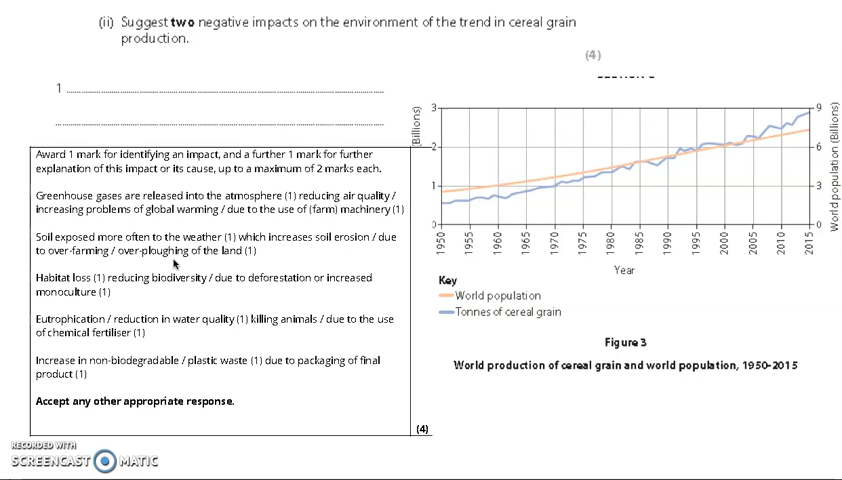 (ii) Suggest two negative impacts on the environment of the trend in cereal grain
production.
(4)
1
Award 1 mark for identifying an impact, and a further 1 mark for further
explanation of this impact or its cause, up to a maximum of 2 marks each.
Greenhouse gases are released into the atmosphere (1) reducing air quality /
increasing problems of global warming / due to the use of (farm) machinery (1)
Soil exposed more often to the weather (1) which increases soil erosion / due
to over-farming / over-ploughing of the land (1)
Habitat loss (1) reducing biodiversity / due to deforestation or increased
monoculture (1)
Eutrophication / reduction in water quality (1) killing animals / due to the use
of chemical fertiliser (1)
Increase in non-biodegradable / plastic waste (1) due to packaging of final
product (1)
Accept any other appropriate response.
(4)
(Billions)
3
2
1
0
9
6
3
0
World population (Billions)
1950
1955
1960
1965
1970
1975
1980
1985
1990
1995
2000
2005
2010
2015
Year
Key
World population
Tonnes of cereal grain
Figure 3
World production of cereal grain and world population, 1950-2015
RECORDED WITH
SCREENCAST MATIC